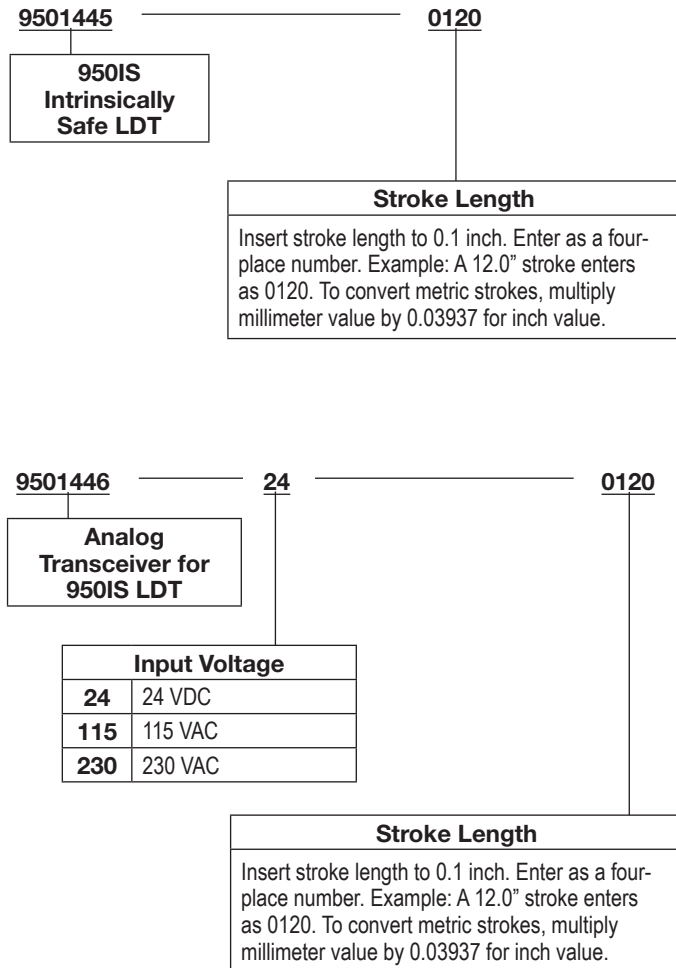 9501445 0120
950IS
Intrinsically
Safe LDT
Stroke Length
Insert stroke length to 0.1 inch. Enter as a four-
place number. Example: A 12.0” stroke enters
as 0120. To convert metric strokes, multiply
millimeter value by 0.03937 for inch value.
9501446 24 0120
Analog
Transceiver for
950IS LDT
Input Voltage
24 24 VDC
115 115 VAC
230 230 VAC
Stroke Length
Insert stroke length to 0.1 inch. Enter as a four-
place number. Example: A 12.0” stroke enters
as 0120. To convert metric strokes, multiply
millimeter value by 0.03937 for inch value.